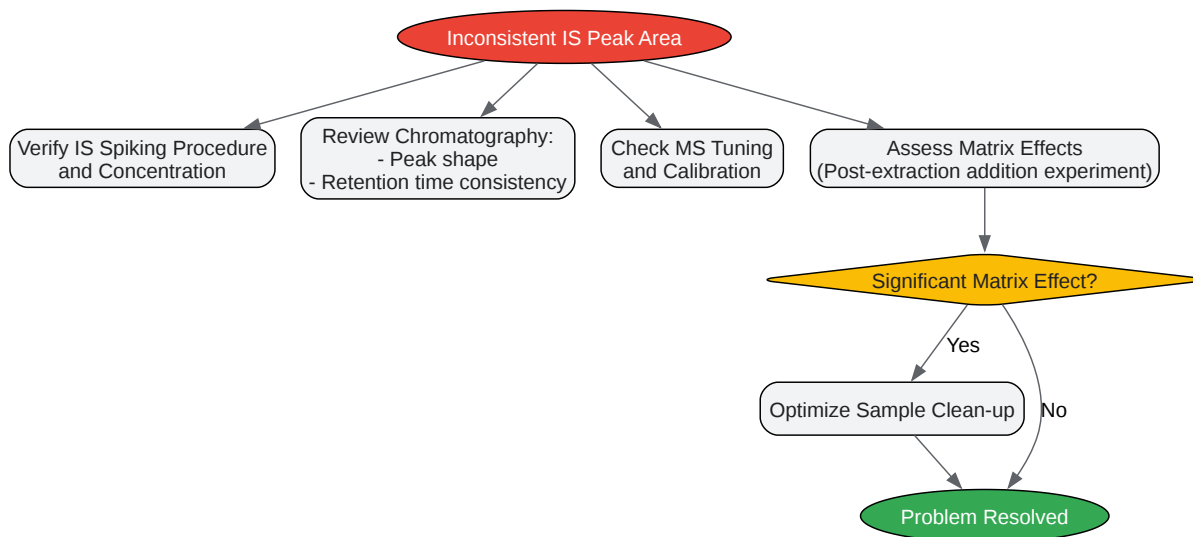 Inconsistent IS Peak Area
Verify IS Spiking Procedure
and Concentration
Review Chromatography:
- Peak shape
- Retention time consistency
Check MS Tuning
and Calibration
Assess Matrix Effects
(Post-extraction addition experiment)
Significant Matrix Effect?
Yes
Optimize Sample Clean-up
No
Problem Resolved